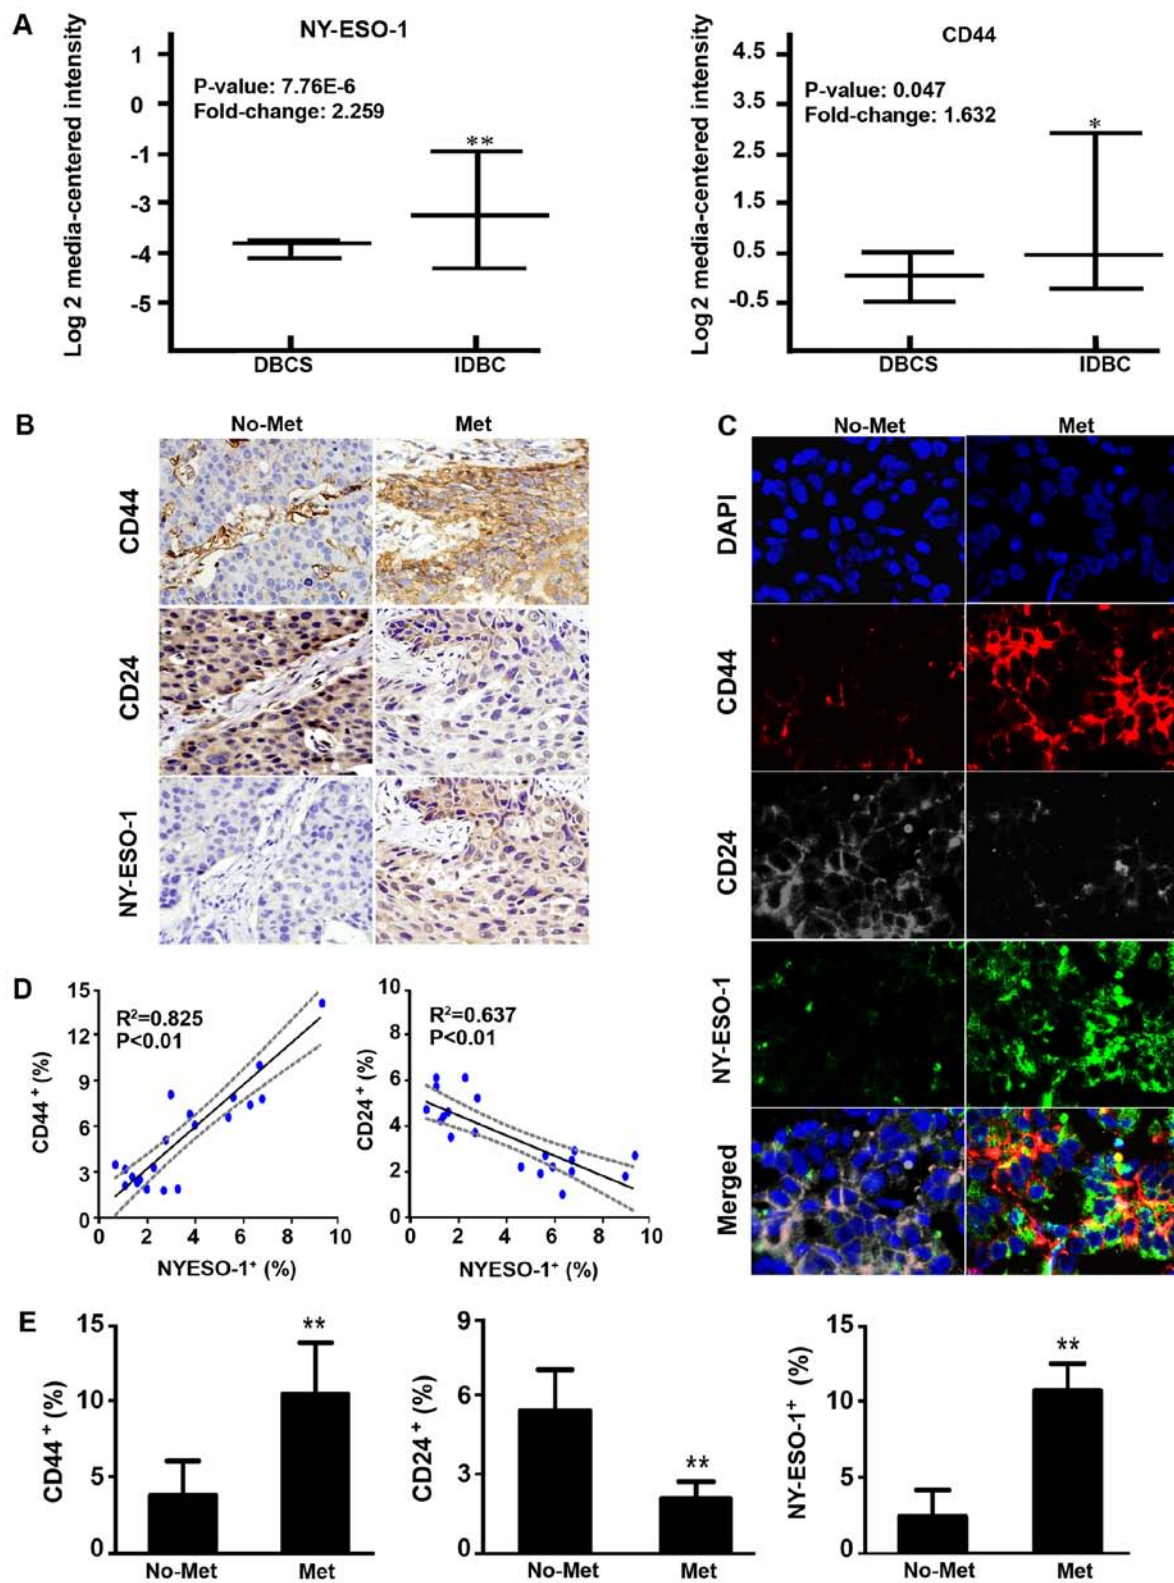 A
NY-ESO-1
P-value: 7.76E-6
Fold-change: 2.259
**
Log 2 media-centered intensity
1
0
-1
-3
-4
-5
DBCS
IDBC
CD44
P-value: 0.047
Fold-change: 1.632
*
Log 2 media-centered intensity
4.5
3.5
2.5
1.5
0.5
-0.5
DBCS
IDBC
B
No-Met
Met
CD44
CD24
NY-ESO-1
C
No-Met
Met
DAPI
CD44
CD24
NY-ESO-1
Merged
D
R²=0.825
P<0.01
CD44 ⁺ (%)
15
12
9
6
3
0
0
2
4
6
8
10
NYESO-1⁺ (%)
R²=0.637
P<0.01
CD24⁺ (%)
10
8
6
4
2
0
0
2
4
6
8
10
NYESO-1⁺ (%)
E
CD44 ⁺ (%)
15
10
5
0
**
No-Met
Met
CD24 ⁺ (%)
9
6
3
0
**
No-Met
Met
NY-ESO-1⁺ (%)
15
10
5
0
**
No-Met
Met